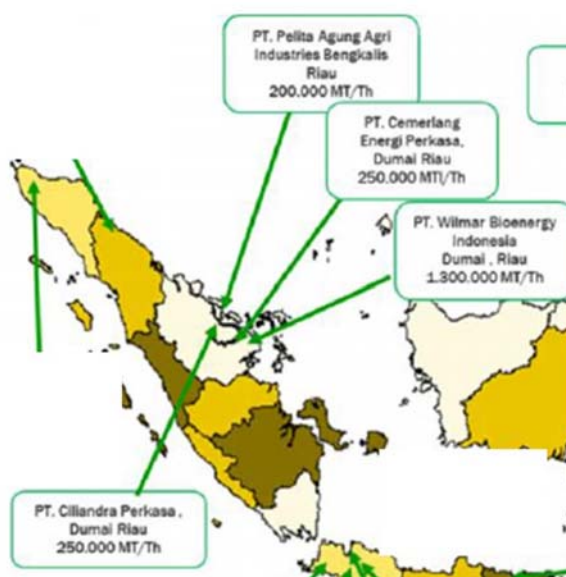 PT. Pelita Agung Agri
Industries Bengkalis
Riau
200.000 MT/Th
PT. Cemerlang
Energi Perkasa,
Dumai Riau
250.000 MTl/Th
PT. Wilmar Bioenergy
Indonesia
Dumai , Riau
1.300.000 MT/Th
PT. Ciliandra Perkasa ,
Dumai Riau
250.000 MT/Th